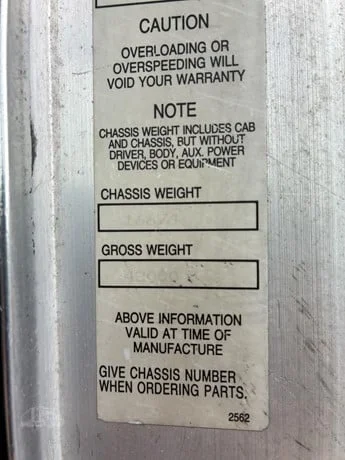 CAUTION
OVERLOADING OR
OVERSPEEDING WILL
VOID YOUR WARRANTY
NOTE
CHASSIS WEIGHT INCLUDES CAB
AND CHASSIS, BUT WITHOUT
DRIVER, BODY, AUX. POWER
DEVICES OR EQUIPMENT
CHASSIS WEIGHT
GROSS WEIGHT
ABOVE INFORMATION
VALID AT TIME OF
MANUFACTURE
GIVE CHASSIS NUMBER
WHEN ORDERING PARTS.
2562